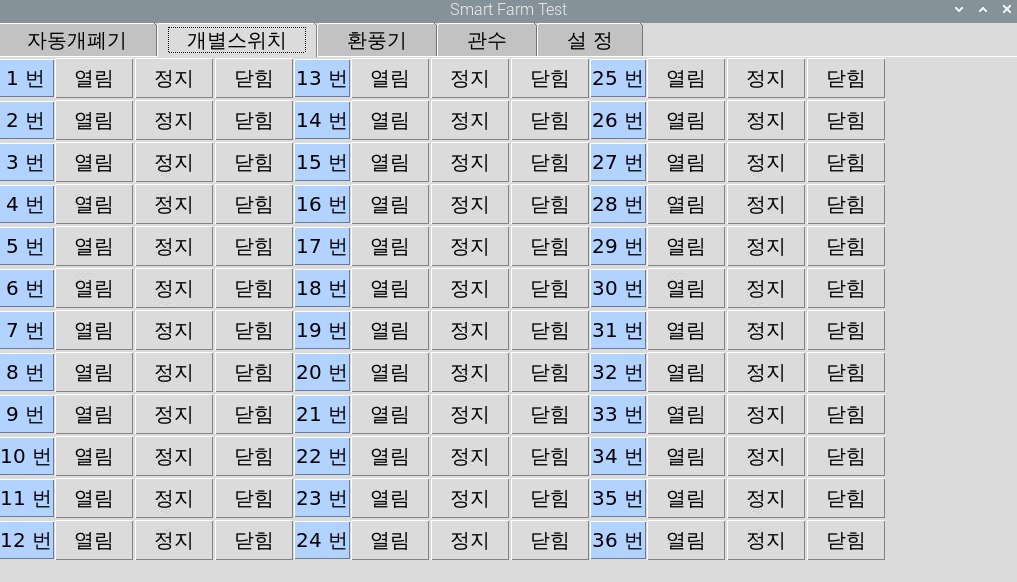 Smart Farm Test
자동개폐기 개별스위치 환풍기 관수 설 정
1 번 열림 정지 닫힘 13 번 열림 정지 닫힘 25 번 열림 정지 닫힘
2 번 열림 정지 닫힘 14 번 열림 정지 닫힘 26 번 열림 정지 닫힘
3 번 열림 정지 닫힘 15 번 열림 정지 닫힘 27 번 열림 정지 닫힘
4 번 열림 정지 닫힘 16 번 열림 정지 닫힘 28 번 열림 정지 닫힘
5 번 열림 정지 닫힘 17 번 열림 정지 닫힘 29 번 열림 정지 닫힘
6 번 열림 정지 닫힘 18 번 열림 정지 닫힘 30 번 열림 정지 닫힘
7 번 열림 정지 닫힘 19 번 열림 정지 닫힘 31 번 열림 정지 닫힘
8 번 열림 정지 닫힘 20 번 열림 정지 닫힘 32 번 열림 정지 닫힘
9 번 열림 정지 닫힘 21 번 열림 정지 닫힘 33 번 열림 정지 닫힘
10 번 열림 정지 닫힘 22 번 열림 정지 닫힘 34 번 열림 정지 닫힘
11 번 열림 정지 닫힘 23 번 열림 정지 닫힘 35 번 열림 정지 닫힘
12 번 열림 정지 닫힘 24 번 열림 정지 닫힘 36 번 열림 정지 닫힘